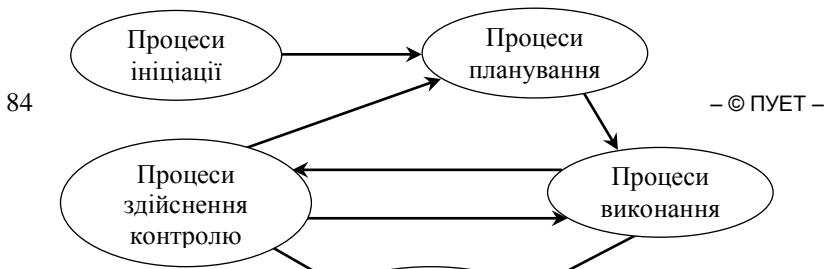 Процеси
ініціації
Процеси
планування
84
– © ПУЕТ –
Процеси
здійснення
контролю
Процеси
виконання